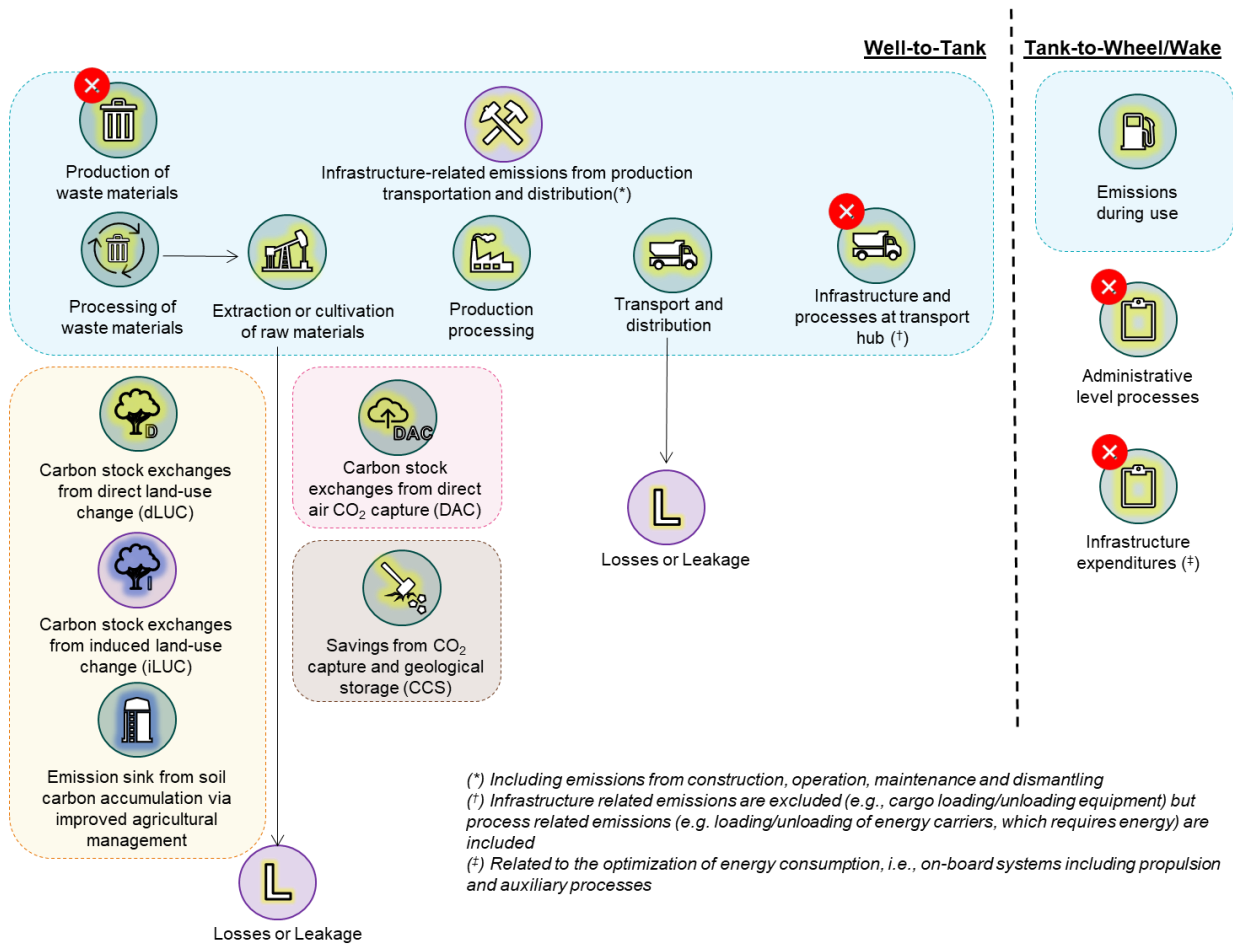 Well-to-Tank
Tank-to-Wheel/Wake
Production of
waste materials
Infrastructure-related emissions from production
transportation and distribution(*)
Emissions
during use
Processing of
waste materials
Extraction or cultivation
of raw materials
Production
processing
Transport and
distribution
Infrastructure and
processes at transport
hub (†)
Administrative
level processes
D
Carbon stock exchanges
from direct land-use
change (dLUC)
DAC
Carbon stock
exchanges from direct
air CO₂ capture (DAC)
L
Losses or Leakage
Infrastructure
expenditures (‡)
I
Carbon stock exchanges
from induced land-use
change (iLUC)
Savings from CO₂
capture and geological
storage (CCS)
Emission sink from soil
carbon accumulation via
improved agricultural
management
L
Losses or Leakage
(*) Including emissions from construction, operation, maintenance and dismantling
(†) Infrastructure related emissions are excluded (e.g., cargo loading/unloading equipment) but
process related emissions (e.g. loading/unloading of energy carriers, which requires energy) are
included
(‡) Related to the optimization of energy consumption, i.e., on-board systems including propulsion
and auxiliary processes